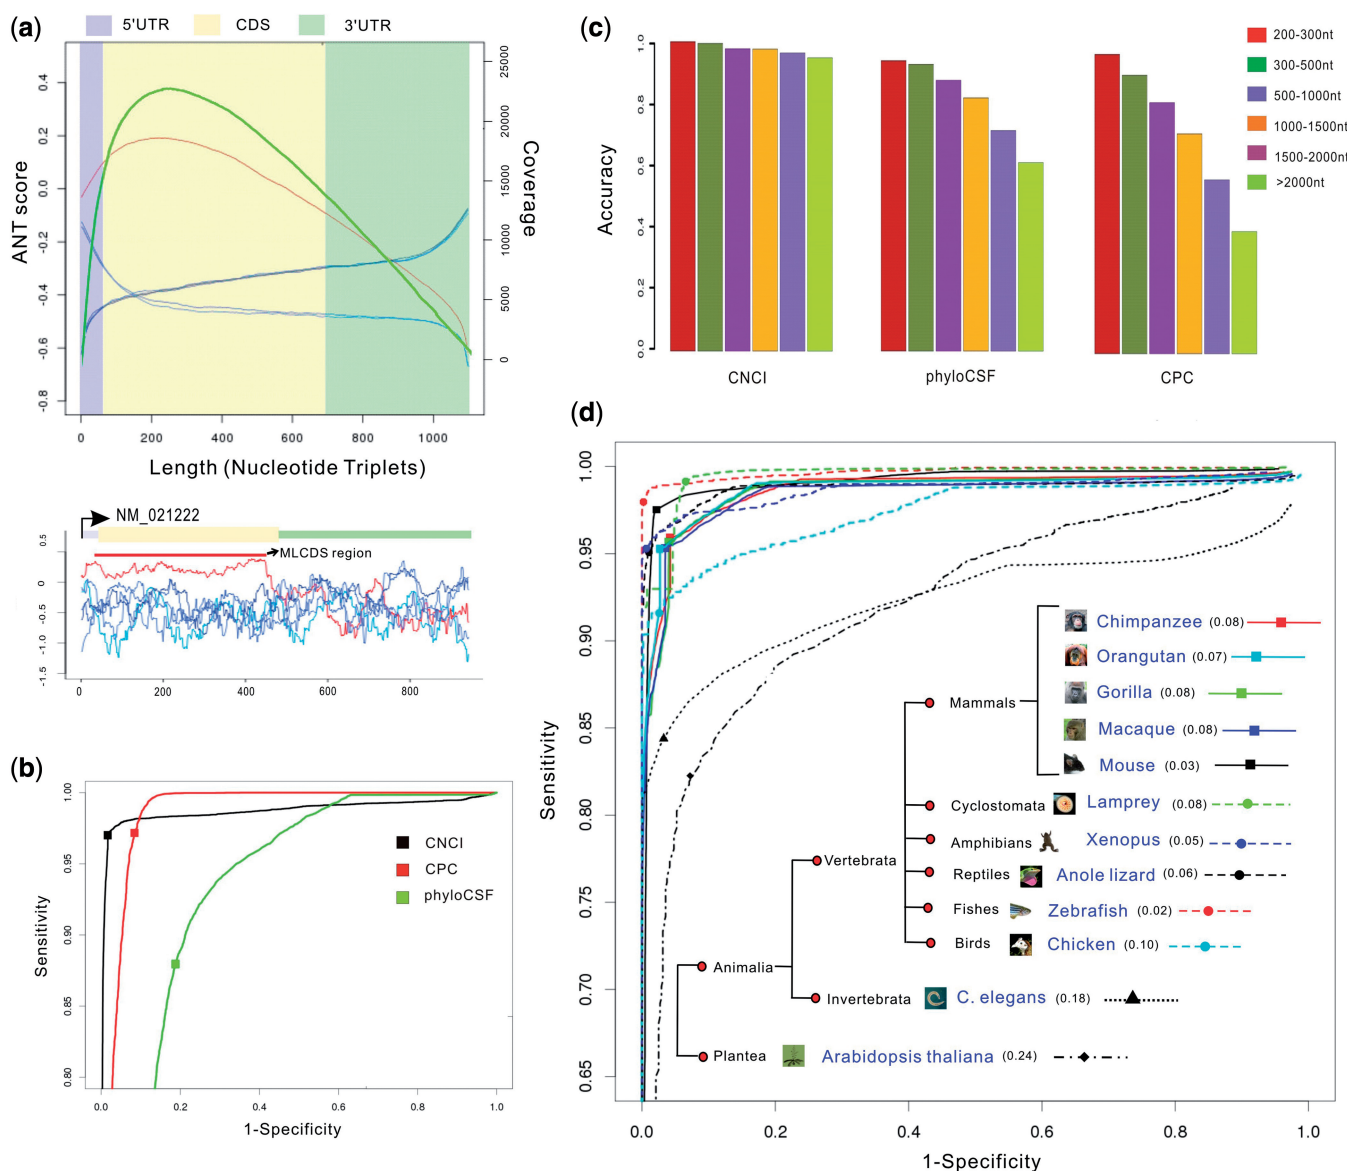 (a)
5'UTR CDS 3'UTR
ANT score
0.4
0.2
0.0
-0.2
-0.4
-0.6
-0.8
25000
20000
15000
10000
5000
0
Coverage
0 200 400 600 800 1000
Length (Nucleotide Triplets)
NM_021222
MLCDS region
0.5
0
-0.5
-1.0
-1.5
0 200 400 600 800
(b)
Sensitivity
1.00
0.95
0.90
0.85
0.80
CNCI
CPC
phyloCSF
0.0 0.2 0.4 0.6 0.8 1.0
1-Specificity
(c)
Accuracy
1.0
0.8
0.6
0.4
0.2
0.0
CNCI phyloCSF CPC
200-300nt
300-500nt
500-1000nt
1000-1500nt
1500-2000nt
>2000nt
(d)
Sensitivity
1.00
0.95
0.90
0.85
0.80
0.75
0.70
0.65
Chimpanzee (0.08)
Orangutan (0.07)
Gorilla (0.08)
Mammals
Macaque (0.08)
Mouse (0.03)
Cyclostomata Lamprey (0.08)
Amphibians Xenopus (0.05)
Vertebrata
Reptiles Anole lizard (0.06)
Fishes Zebrafish (0.02)
Birds Chicken (0.10)
Animalia
Invertebrata C. elegans (0.18)
Plantea Arabidopsis thaliana (0.24)
0.0 0.2 0.4 0.6 0.8 1.0
1-Specificity